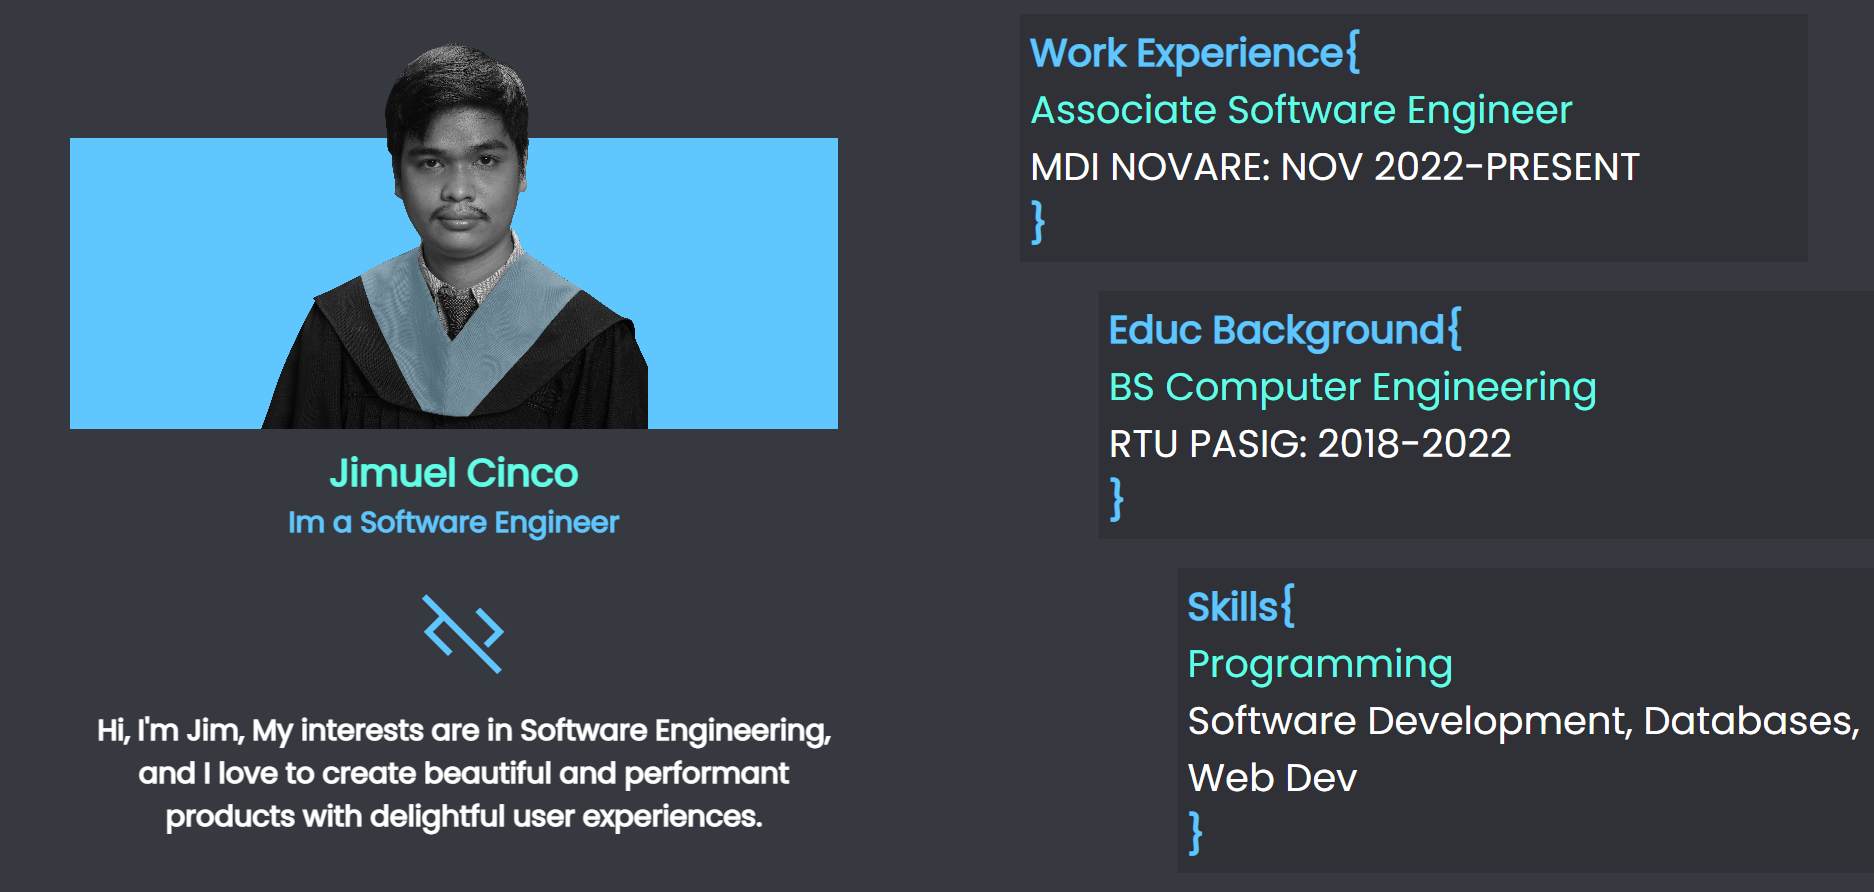 Jimuel Cinco
Im a Software Engineer
Hi, I'm Jim, My interests are in Software Engineering,
and I love to create beautiful and performant
products with delightful user experiences.
Work Experience{
Associate Software Engineer
MDI NOVARE: NOV 2022-PRESENT
}
Educ Background{
BS Computer Engineering
RTU PASIG: 2018-2022
}
Skills{
Programming
Software Development, Databases,
Web Dev
}